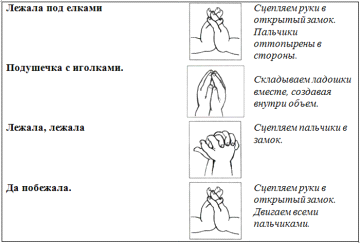 Лежала под елками
Сцепляем руки в
открытый замок.
Пальчики
оттопырены в
стороны.
Подушечка с иголками.
Складываем ладошки
вместе, создавая
внутри объем.
Лежала, лежала
Сцепляем пальчики в
замок.
Да побежала.
Сцепляем руки в
открытый замок.
Двигаем всеми
пальчиками.